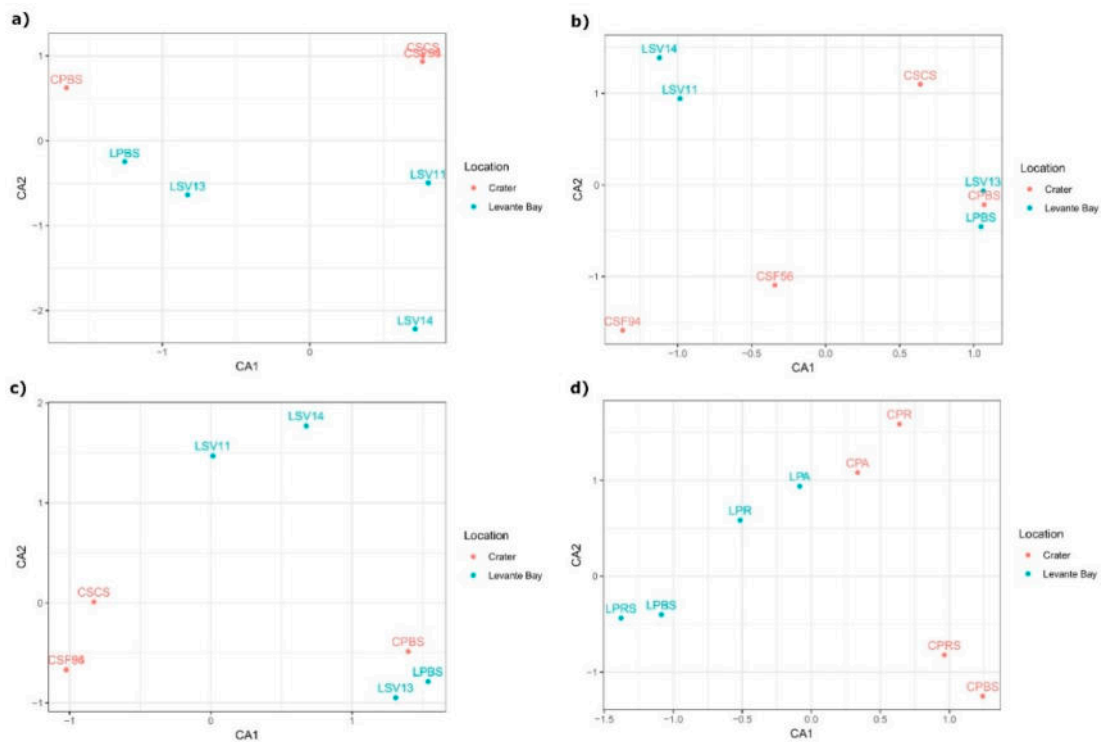 a)
CSCS
CPBS
LPBS
LSV13
LSV11
LSV14
1
0
−1
−2
−1
0
CA2
CA1
Location
Crater
Levante Bay
b)
LSV14
LSV11
CSCS
LSV13
CPBS
LPBS
CSF56
CSF94
1
0
−1
−1.0
−0.5
0.0
0.5
1.0
CA2
CA1
Location
Crater
Levante Bay
c)
LSV14
LSV11
CSCS
CPBS
LPBS
LSV13
2
1
0
−1
−1
0
1
CA2
CA1
Location
Crater
Levante Bay
d)
CPR
CPA
LPA
LPR
LPRS
LPBS
CPRS
CPBS
1
0
−1
−1.5
−1.0
−0.5
0.0
0.5
1.0
CA2
CA1
Location
Crater
Levante Bay